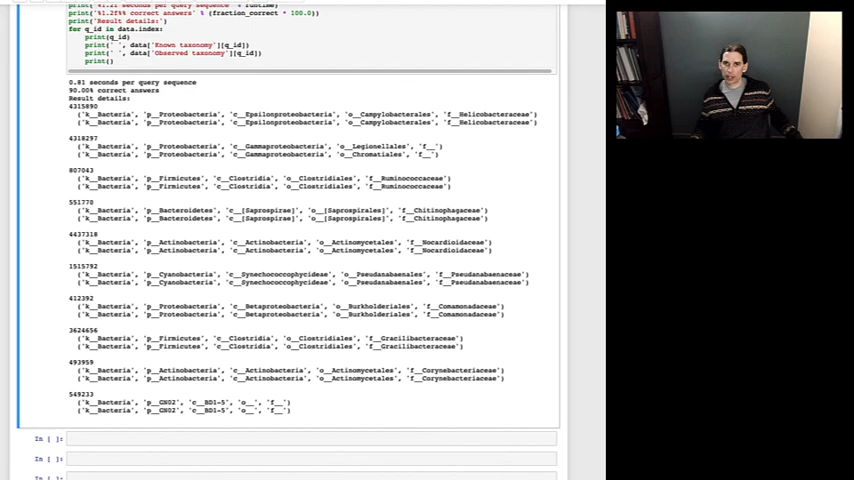 print('%1.2f seconds per query sequence' % runtime)
print('%1.2f%% correct answers' % (fraction_correct * 100.0))
print('Result details:')
for q_id in data.index:
print(q_id)
print(' ', data['Known taxonomy'][q_id])
print(' ', data['Observed taxonomy'][q_id])
print()
0.81 seconds per query sequence
90.00% correct answers
Result details:
4315890
('k__Bacteria', 'p__Proteobacteria', 'c__Epsilonproteobacteria', 'o__Campylobacterales', 'f__Helicobacteraceae')
('k__Bacteria', 'p__Proteobacteria', 'c__Epsilonproteobacteria', 'o__Campylobacterales', 'f__Helicobacteraceae')
4318297
('k__Bacteria', 'p__Proteobacteria', 'c__Gammaproteobacteria', 'o__Legionellales', 'f__')
('k__Bacteria', 'p__Proteobacteria', 'c__Gammaproteobacteria', 'o__Chromatiales', 'f__')
807043
('k__Bacteria', 'p__Firmicutes', 'c__Clostridia', 'o__Clostridiales', 'f__Ruminococcaceae')
('k__Bacteria', 'p__Firmicutes', 'c__Clostridia', 'o__Clostridiales', 'f__Ruminococcaceae')
551770
('k__Bacteria', 'p__Bacteroidetes', 'c__[Saprospirae]', 'o__[Saprospirales]', 'f__Chitinophagaceae')
('k__Bacteria', 'p__Bacteroidetes', 'c__[Saprospirae]', 'o__[Saprospirales]', 'f__Chitinophagaceae')
4437318
('k__Bacteria', 'p__Actinobacteria', 'c__Actinobacteria', 'o__Actinomycetales', 'f__Nocardioidaceae')
('k__Bacteria', 'p__Actinobacteria', 'c__Actinobacteria', 'o__Actinomycetales', 'f__Nocardioidaceae')
1515792
('k__Bacteria', 'p__Cyanobacteria', 'c__Synechococcophycideae', 'o__Pseudanabaenales', 'f__Pseudanabaenaceae')
('k__Bacteria', 'p__Cyanobacteria', 'c__Synechococcophycideae', 'o__Pseudanabaenales', 'f__Pseudanabaenaceae')
412392
('k__Bacteria', 'p__Proteobacteria', 'c__Betaproteobacteria', 'o__Burkholderiales', 'f__Comamonadaceae')
('k__Bacteria', 'p__Proteobacteria', 'c__Betaproteobacteria', 'o__Burkholderiales', 'f__Comamonadaceae')
3624656
('k__Bacteria', 'p__Firmicutes', 'c__Clostridia', 'o__Clostridiales', 'f__Gracilibacteraceae')
('k__Bacteria', 'p__Firmicutes', 'c__Clostridia', 'o__Clostridiales', 'f__Gracilibacteraceae')
493959
('k__Bacteria', 'p__Actinobacteria', 'c__Actinobacteria', 'o__Actinomycetales', 'f__Corynebacteriaceae')
('k__Bacteria', 'p__Actinobacteria', 'c__Actinobacteria', 'o__Actinomycetales', 'f__Corynebacteriaceae')
549233
('k__Bacteria', 'p__GN02', 'c__BD1-5', 'o__', 'f__')
('k__Bacteria', 'p__GN02', 'c__BD1-5', 'o__', 'f__')
In [ ]:
In [ ]:
In [ ]: